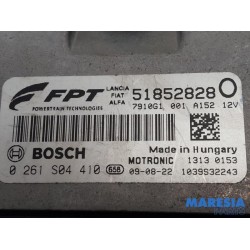 FPT
POWERTRAIN TECHNOLOGIES
LANCIA
FIAT
ALFA
51852828
7910G1 001 A152 12V
BOSCH
Made in Hungary
MOTRONIC 1313 0153
0 261 S04 410 658 09-08-22 1039S32243
MARESIA